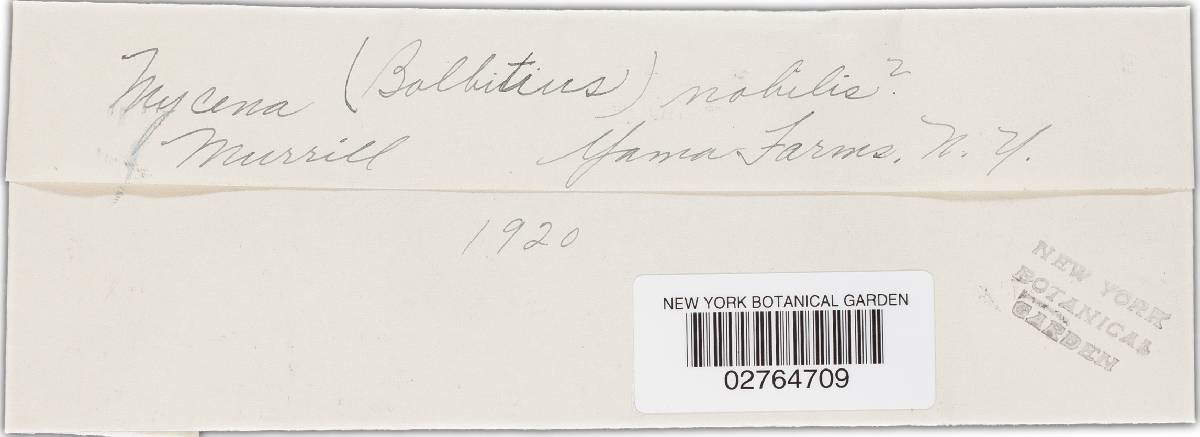 Mycena (Bolbitius) nobilis?
Murrill Yama Farms, N.Y.
1920
NEW YORK BOTANICAL GARDEN
02764709
NEW YORK
BOTANICAL
GARDEN